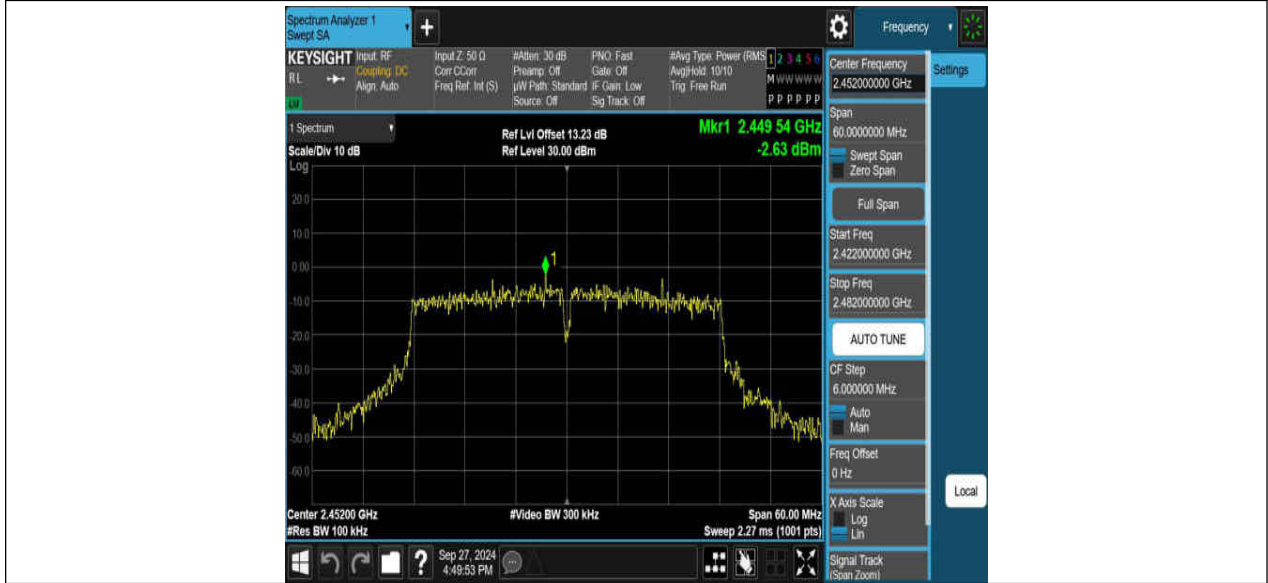 Spectrum Analyzer 1
Swept SA
+
Frequency
KEYSIGHT
RL
LW
Input: RF
Coupling: DC
Align: Auto
Input Z: 50 Ω
Corr CCorr
Freq Ref: Int (S)
#Atten: 30 dB
Preamp: Off
µW Path: Standard
Source: Off
PNO: Fast
Gate: Off
IF Gain: Low
Sig Track: Off
#Avg Type: Power (RMS
Avg|Hold: 10/10
Trig: Free Run
1 2 3 4 5 6
M W W W W W
P P P P P P
1 Spectrum
Scale/Div 10 dB
Log
Ref Lvl Offset 13.23 dB
Ref Level 30.00 dBm
Mkr1 2.449 54 GHz
-2.63 dBm
20.0
10.0
0.00
-10.0
-20.0
-30.0
-40.0
-50.0
-60.0
1
Center 2.45200 GHz
#Res BW 100 kHz
#Video BW 300 kHz
Span 60.00 MHz
Sweep 2.27 ms (1001 pts)
Sep 27, 2024
4:49:53 PM
Center Frequency
2.452000000 GHz
Span
60.0000000 MHz
Swept Span
Zero Span
Full Span
Start Freq
2.422000000 GHz
Stop Freq
2.482000000 GHz
AUTO TUNE
CF Step
6.000000 MHz
Auto
Man
Freq Offset
0 Hz
X Axis Scale
Log
Lin
Signal Track
(Span Zoom)
Settings
Local